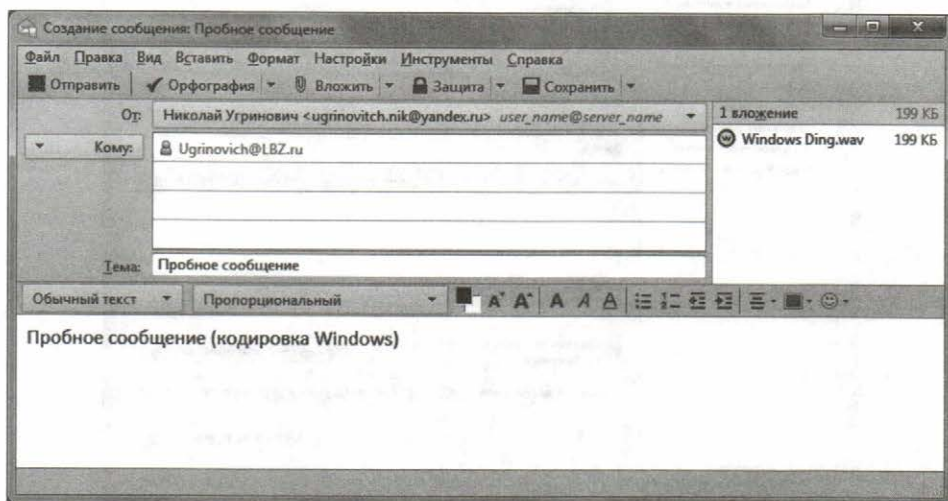 Создание сообщения: Пробное сообщение
Файл Правка Вид Вставить Формат Настройки Инструменты Справка
Отправить Орфография Вложить Защита Сохранить
От: Николай Угринович <ugrinovitch.nik@yandex.ru> user_name@server_name
1 вложение 199 КБ
Кому: Ugrinovich@LBZ.ru
Windows Ding.wav 199 КБ
Тема: Пробное сообщение
Обычный текст Пропорциональный
Пробное сообщение (кодировка Windows)